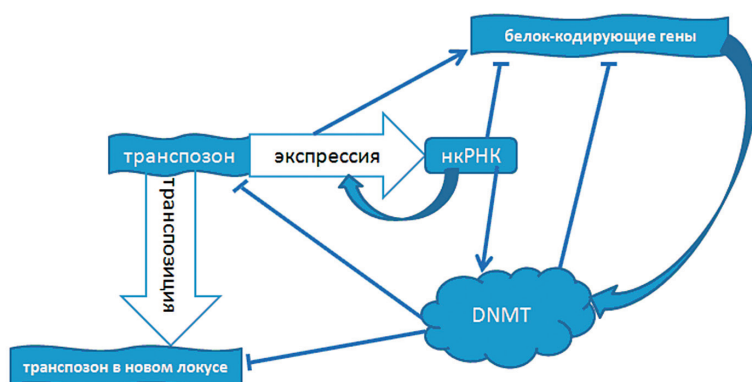 белок-кодирующие гены
транспозон
экспрессия
нкРНК
транспозиция
DNMT
транспозон в новом локусе